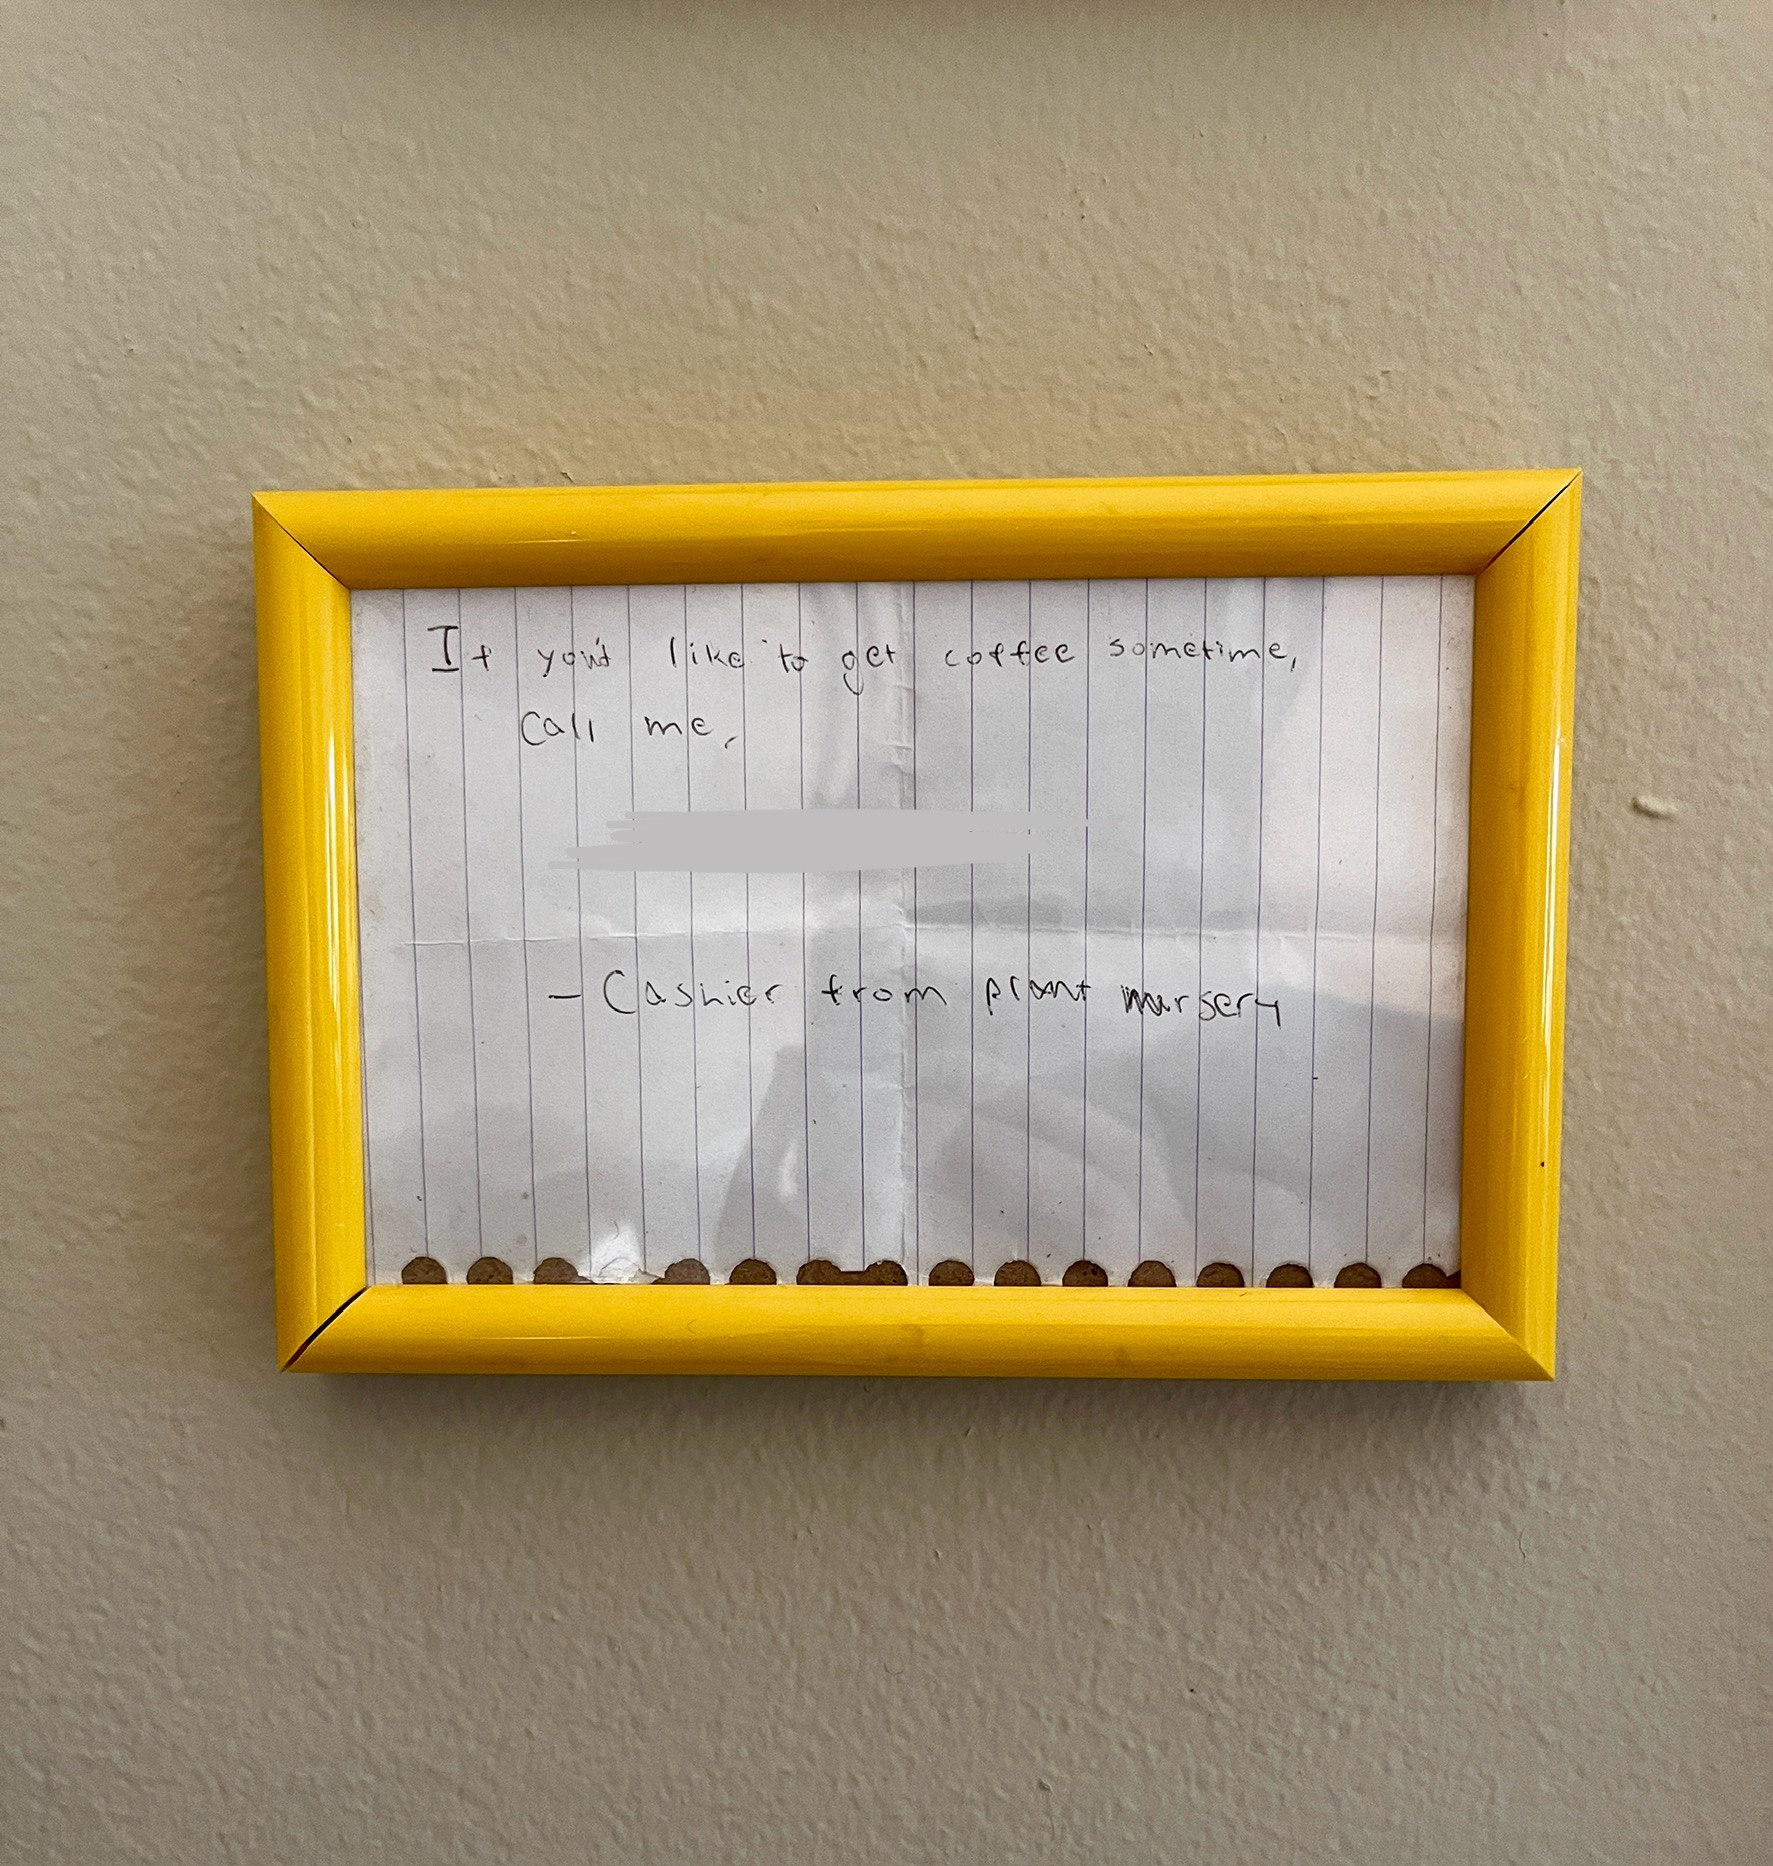 If you'd like to get coffee sometime,
Call me,
- Cashier from plant nursery